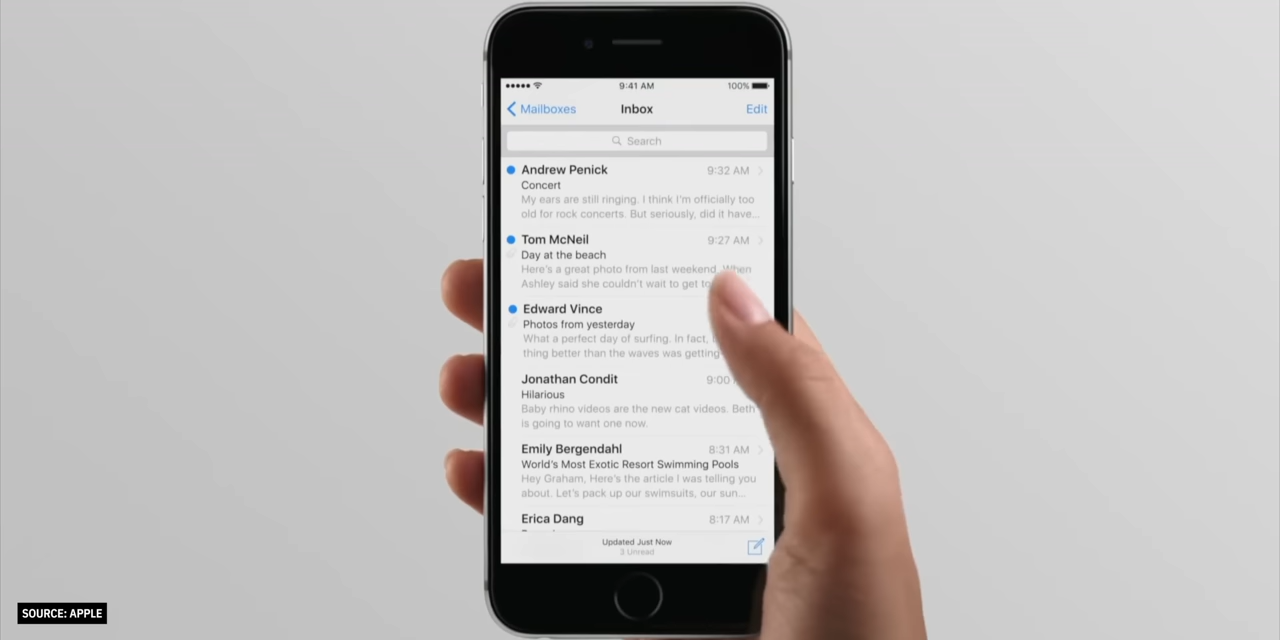 9:41 AM
100%
Mailboxes
Inbox
Edit
Search
Andrew Penick
9:32 AM
Concert
My ears are still ringing. I think I'm officially too
old for rock concerts. But seriously, did it have...
Tom McNeil
9:27 AM
Day at the beach
Here's a great photo from last weekend. When
Ashley said she couldn't wait to get
Edward Vince
Photos from yesterday
What a perfect day of surfing. In fact,
thing better than the waves was getting
Jonathan Condit
9:00
Hilarious
Baby rhino videos are the new cat videos. Beth
is going to want one now.
Emily Bergendahl
8:31 AM
World's Most Exotic Resort Swimming Pools
Hey Graham, Here's the article I was telling you
about. Let's pack up our swimsuits, our sun...
Erica Dang
8:17 AM
Updated Just Now
3 Unread
SOURCE: APPLE